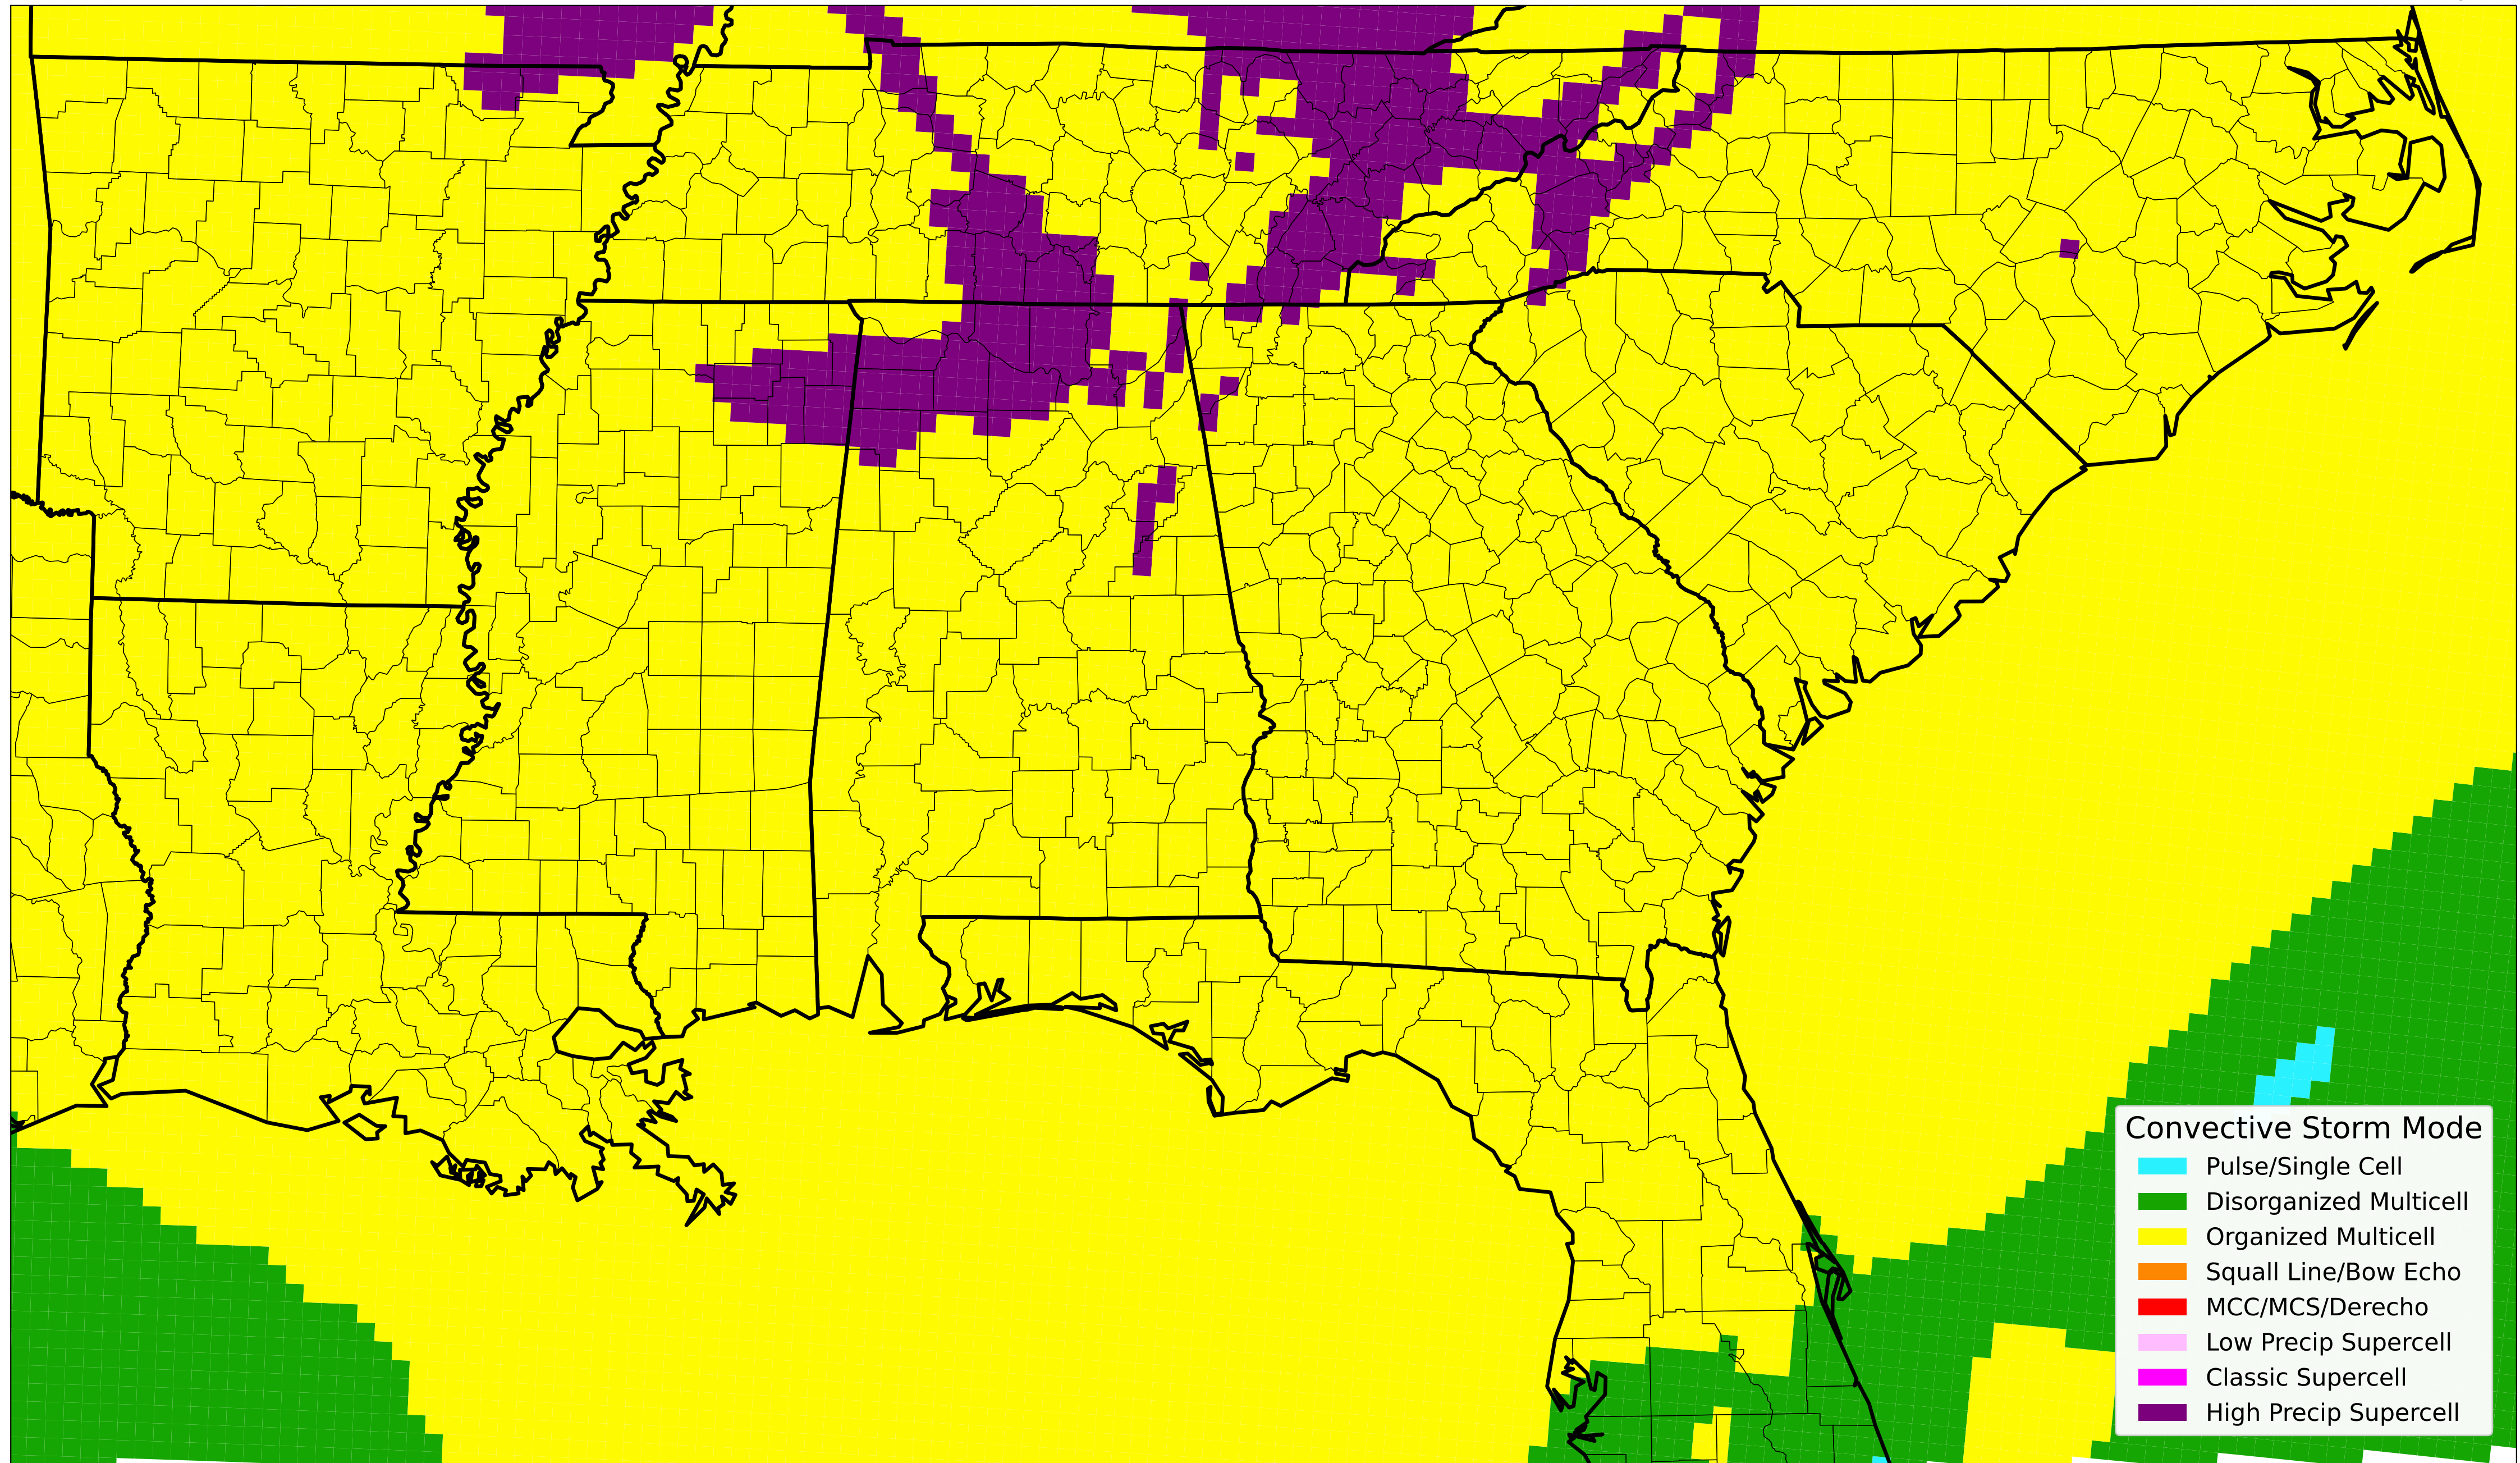 Convective Storm Mode
Pulse/Single Cell
Disorganized Multicell
Organized Multicell
Squall Line/Bow Echo
MCC/MCS/Derecho
Low Precip Supercell
Classic Supercell
High Precip Supercell